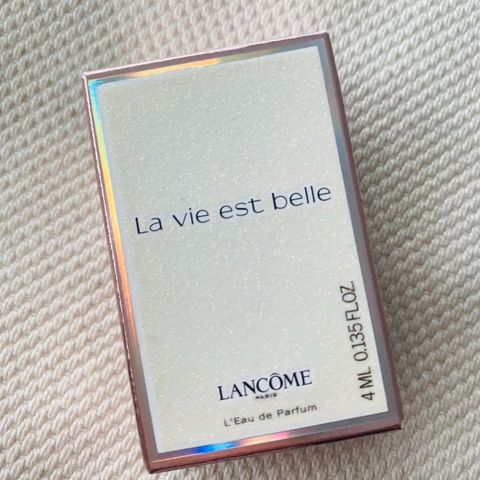 La vie est belle
4 ML 0.135 FL.OZ.
LANCÔME
PARIS
L'Eau de Parfum